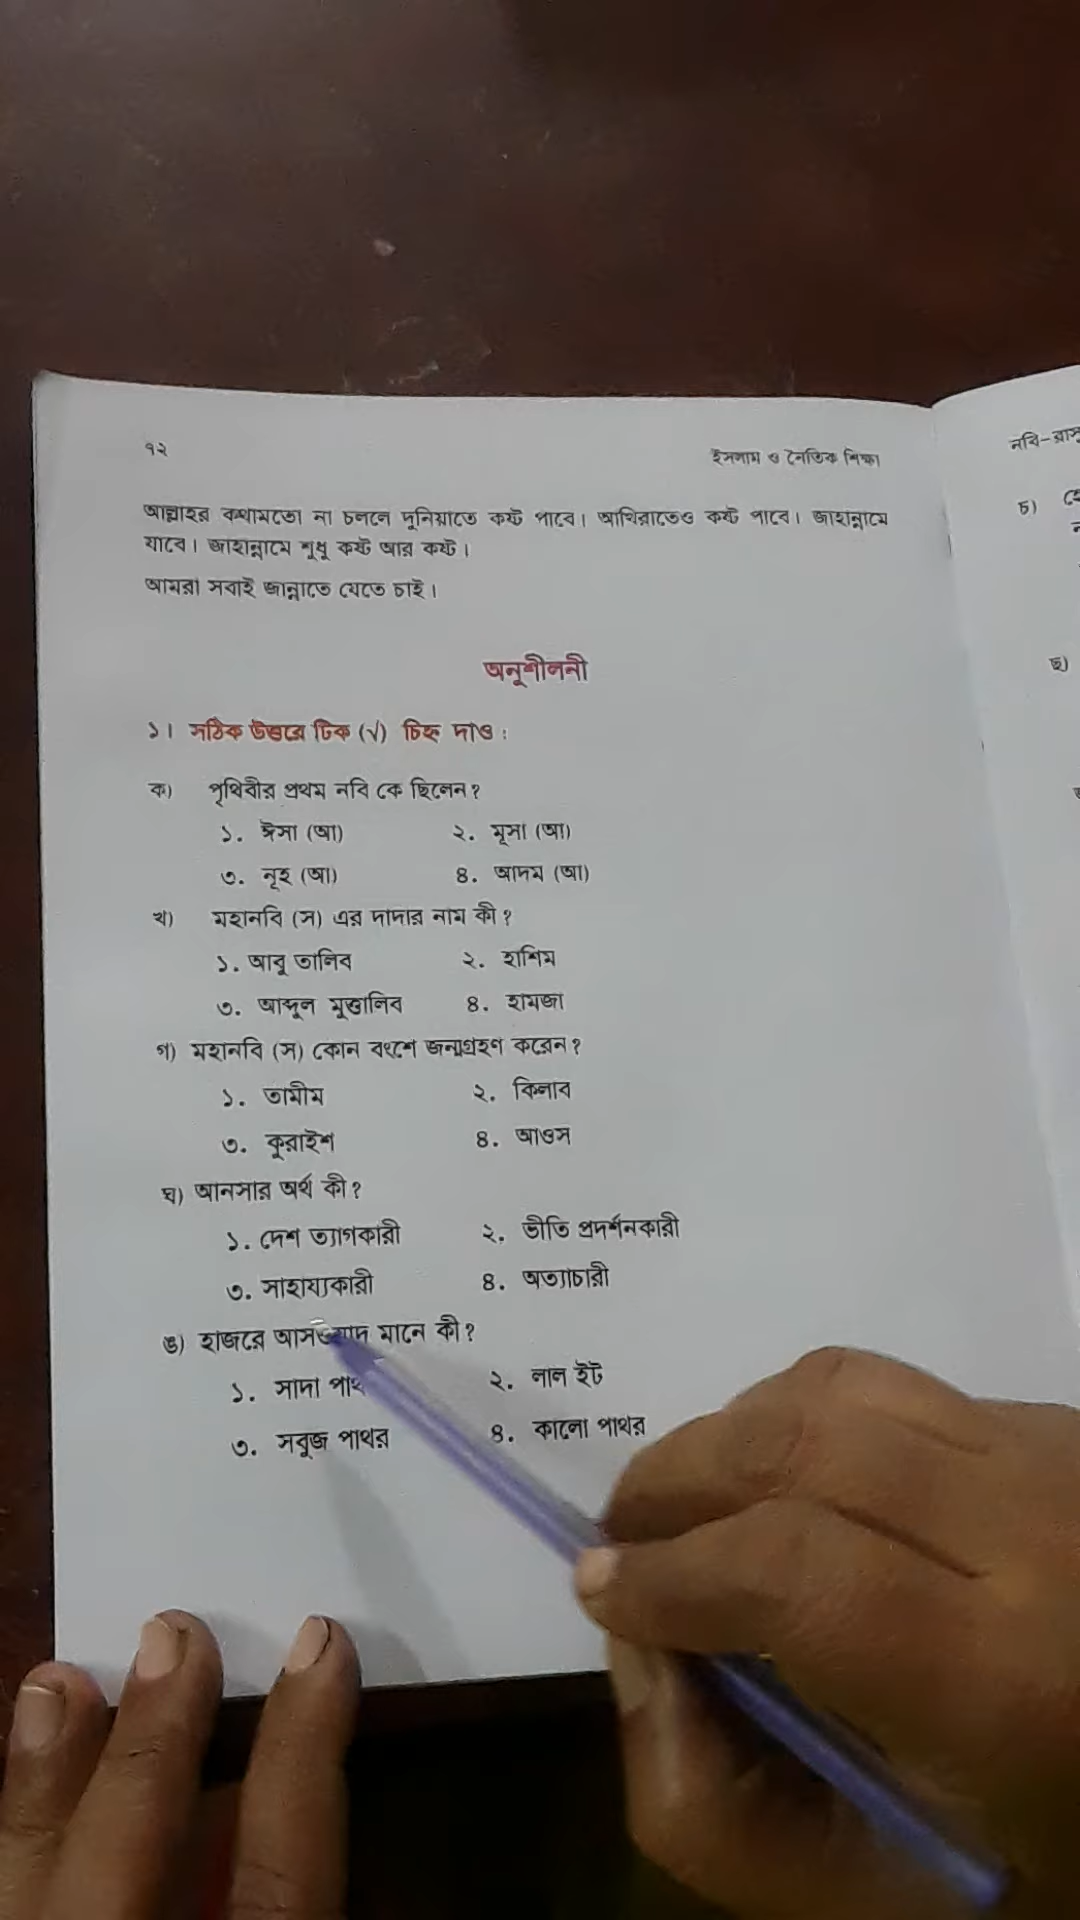 ৭২
ইসলাম ও নৈতিক শিক্ষা
আল্লাহর কথামতো না চললে দুনিয়াতে কষ্ট পাবে। আখিরাতেও কষ্ট পাবে। জাহান্নামে
যাবে। জাহান্নামে শুধু কষ্ট আর কষ্ট।
আমরা সবাই জান্নাতে যেতে চাই।
অনুশীলনী
১। সঠিক উত্তরে টিক (√) চিহ্ন দাও :
ক) পৃথিবীর প্রথম নবি কে ছিলেন?
১. ঈসা (আ) ২. মূসা (আ)
৩. নূহ (আ) ৪. আদম (আ)
খ) মহানবি (স) এর দাদার নাম কী?
১. আবু তালিব ২. হাশিম
৩. আব্দুল মুত্তালিব ৪. হামজা
গ) মহানবি (স) কোন বংশে জন্মগ্রহণ করেন?
১. তামীম ২. কিলাব
৩. কুরাইশ ৪. আওস
ঘ) আনসার অর্থ কী?
১. দেশ ত্যাগকারী ২. ভীতি প্রদর্শনকারী
৩. সাহায্যকারী ৪. অত্যাচারী
ঙ) হাজরে আসওয়াদ মানে কী?
১. সাদা ২. লাল ইট
৩. সবুজ পাথর ৪. কালো পাথর
চ)
ছ)